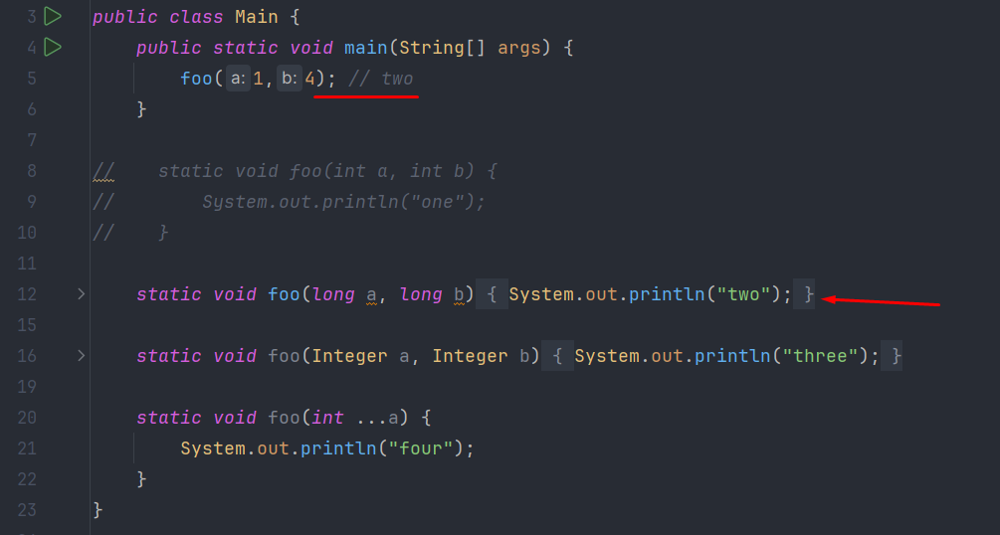 3 public class Main {
4 public static void main(String[] args) {
5 foo( a: 1, b: 4); // two
6 }
7
8 // static void foo(int a, int b) {
9 // System.out.println("one");
10 // }
11
12 static void foo(long a, long b) { System.out.println("two"); }
15
16 static void foo(Integer a, Integer b) { System.out.println("three"); }
19
20 static void foo(int ...a) {
21 System.out.println("four");
22 }
23 }